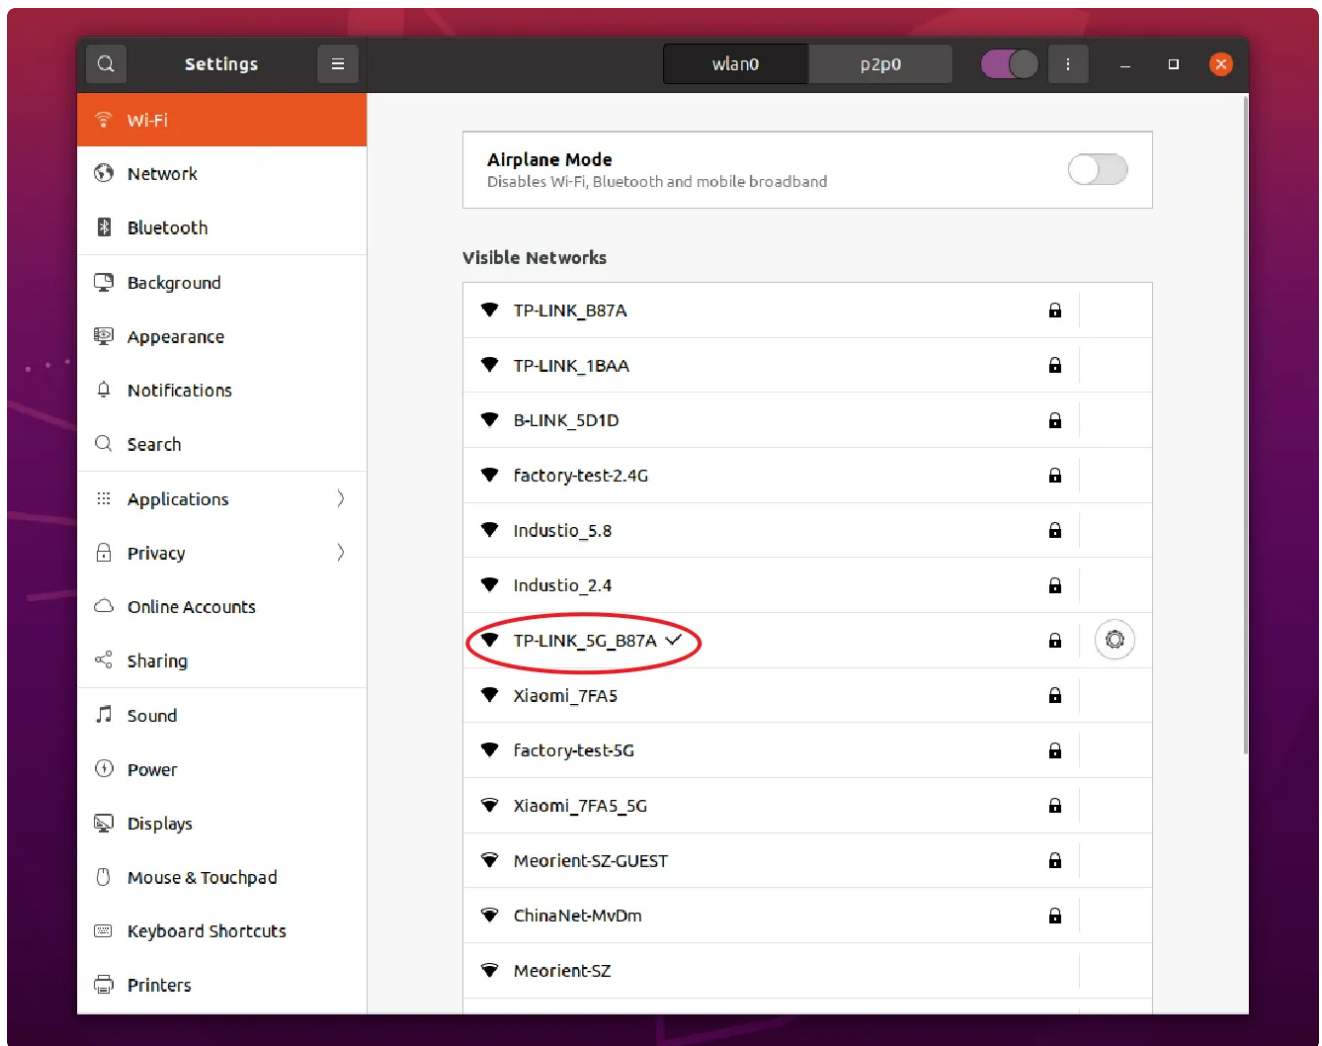 Settings
wlan0
p2p0
Wi-Fi
Network
Bluetooth
Background
Appearance
Notifications
Search
Applications
Privacy
Online Accounts
Sharing
Sound
Power
Displays
Mouse & Touchpad
Keyboard Shortcuts
Printers
Airplane Mode
Disables Wi-Fi, Bluetooth and mobile broadband
Visible Networks
TP-LINK_B87A
TP-LINK_1BAA
B-LINK_5D1D
factory-test-2.4G
Industio_5.8
Industio_2.4
TP-LINK_5G_B87A
Xiaomi_7FA5
factory-test-5G
Xiaomi_7FA5_5G
Meorient-SZ-GUEST
ChinaNet-MvDm
Meorient-SZ